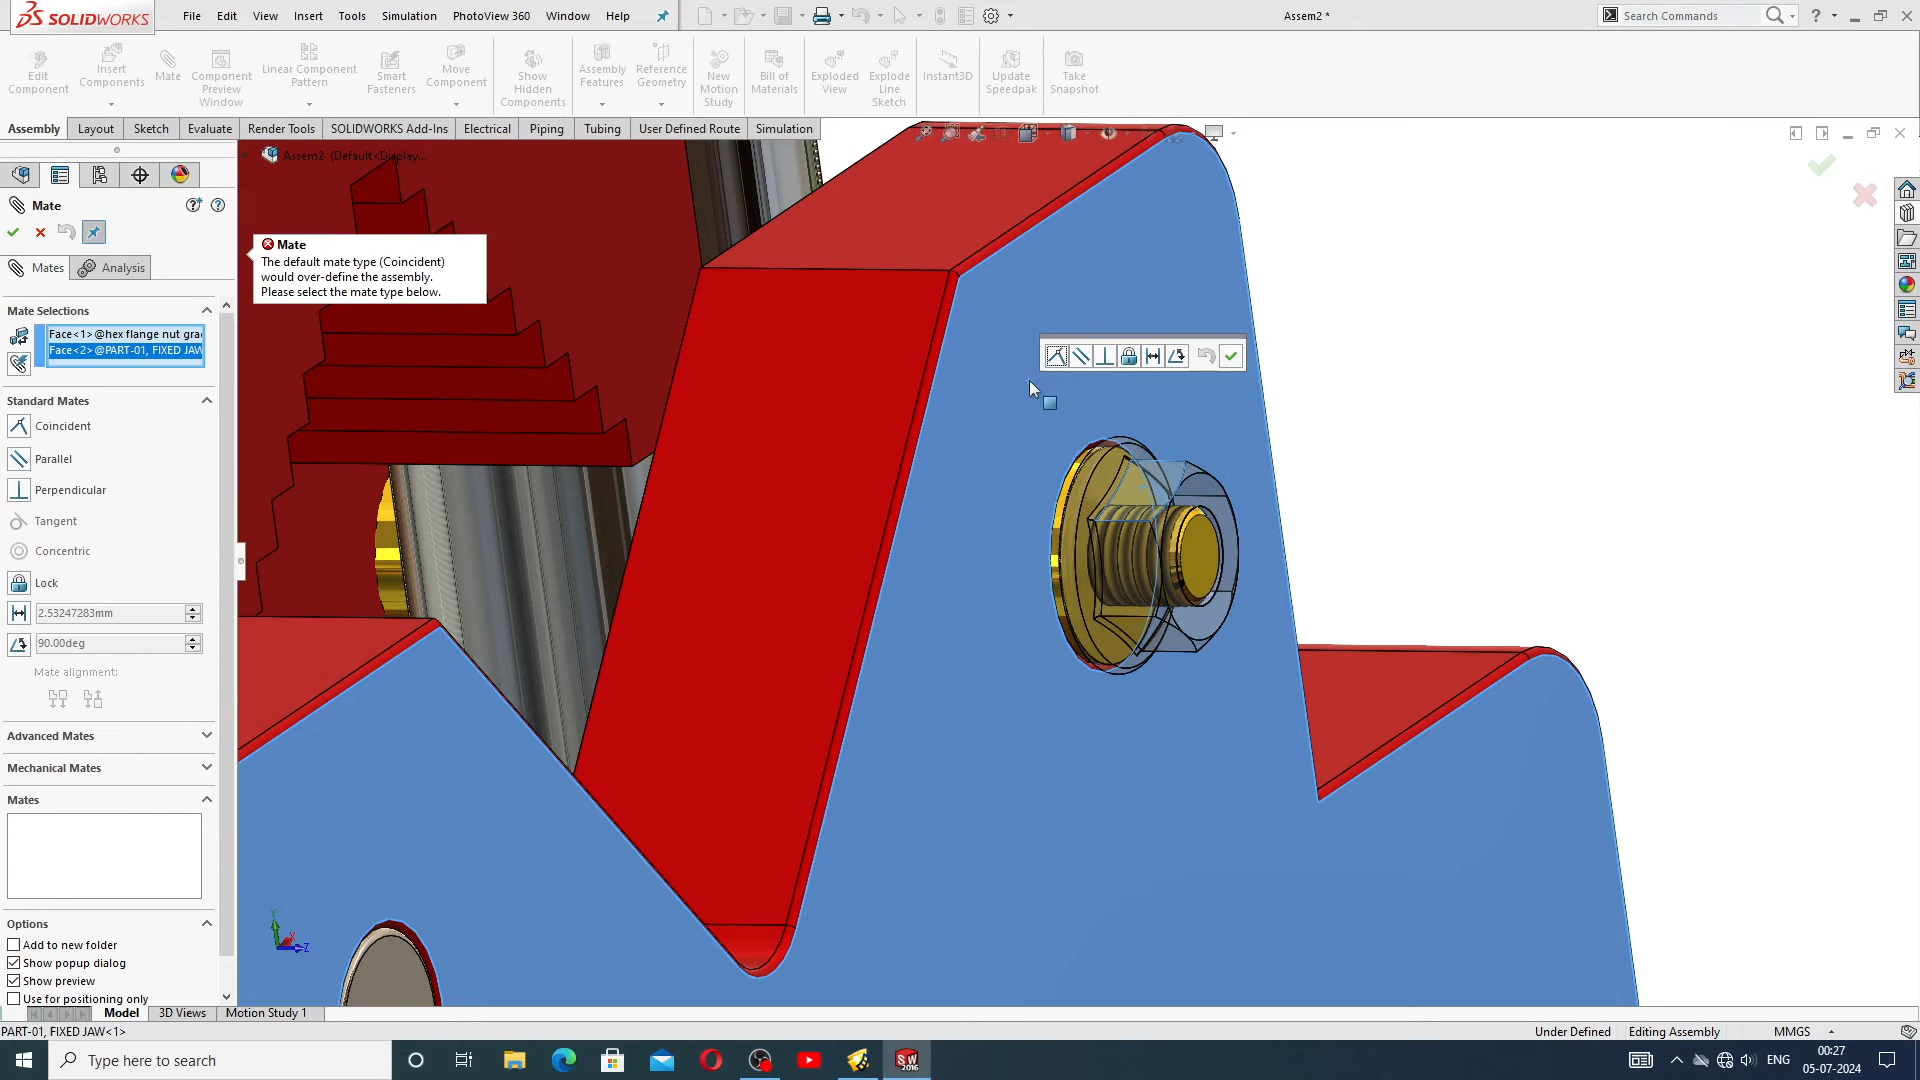 SOLIDWORKS
File Edit View Insert Tools Simulation PhotoView 360 Window Help
Assem2 *
Search Commands
Edit Component
Insert Components
Mate
Component Preview Window
Linear Component Pattern
Smart Fasteners
Move Component
Show Hidden Components
Assembly Features
Reference Geometry
New Motion Study
Bill of Materials
Exploded View
Explode Line Sketch
Instant3D
Update Speedpak
Take Snapshot
Assembly Layout Sketch Evaluate Render Tools SOLIDWORKS Add-Ins Electrical Piping Tubing User Defined Route Simulation
Assem2 (Default<Display...
Mate
Mates Analysis
Mate
The default mate type (Coincident)
would over-define the assembly.
Please select the mate type below.
Mate Selections
Face<1>@hex flange nut grad
Face<2>@PART-01, FIXED JAW
Standard Mates
Coincident
Parallel
Perpendicular
Tangent
Concentric
Lock
2.53247283mm
90.00deg
Mate alignment:
Advanced Mates
Mechanical Mates
Mates
Options
Add to new folder
Show popup dialog
Show preview
Use for positioning only
Model 3D Views Motion Study 1
PART-01, FIXED JAW<1>
Under Defined Editing Assembly MMGS
Type here to search
SW
2016
ENG
00:27
05-07-2024